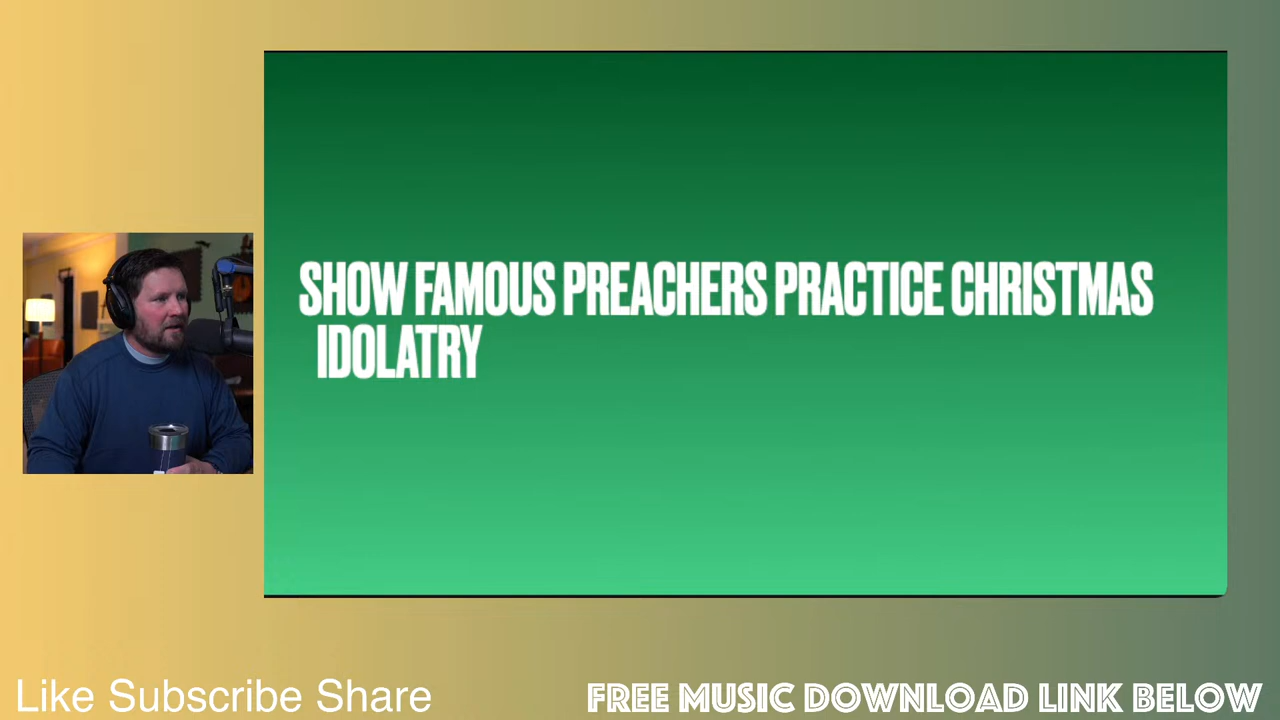 SHOW FAMOUS PREACHERS PRACTICE CHRISTMAS
IDOLATRY
Like Subscribe Share
FREE MUSIC DOWNLOAD LINK BELOW